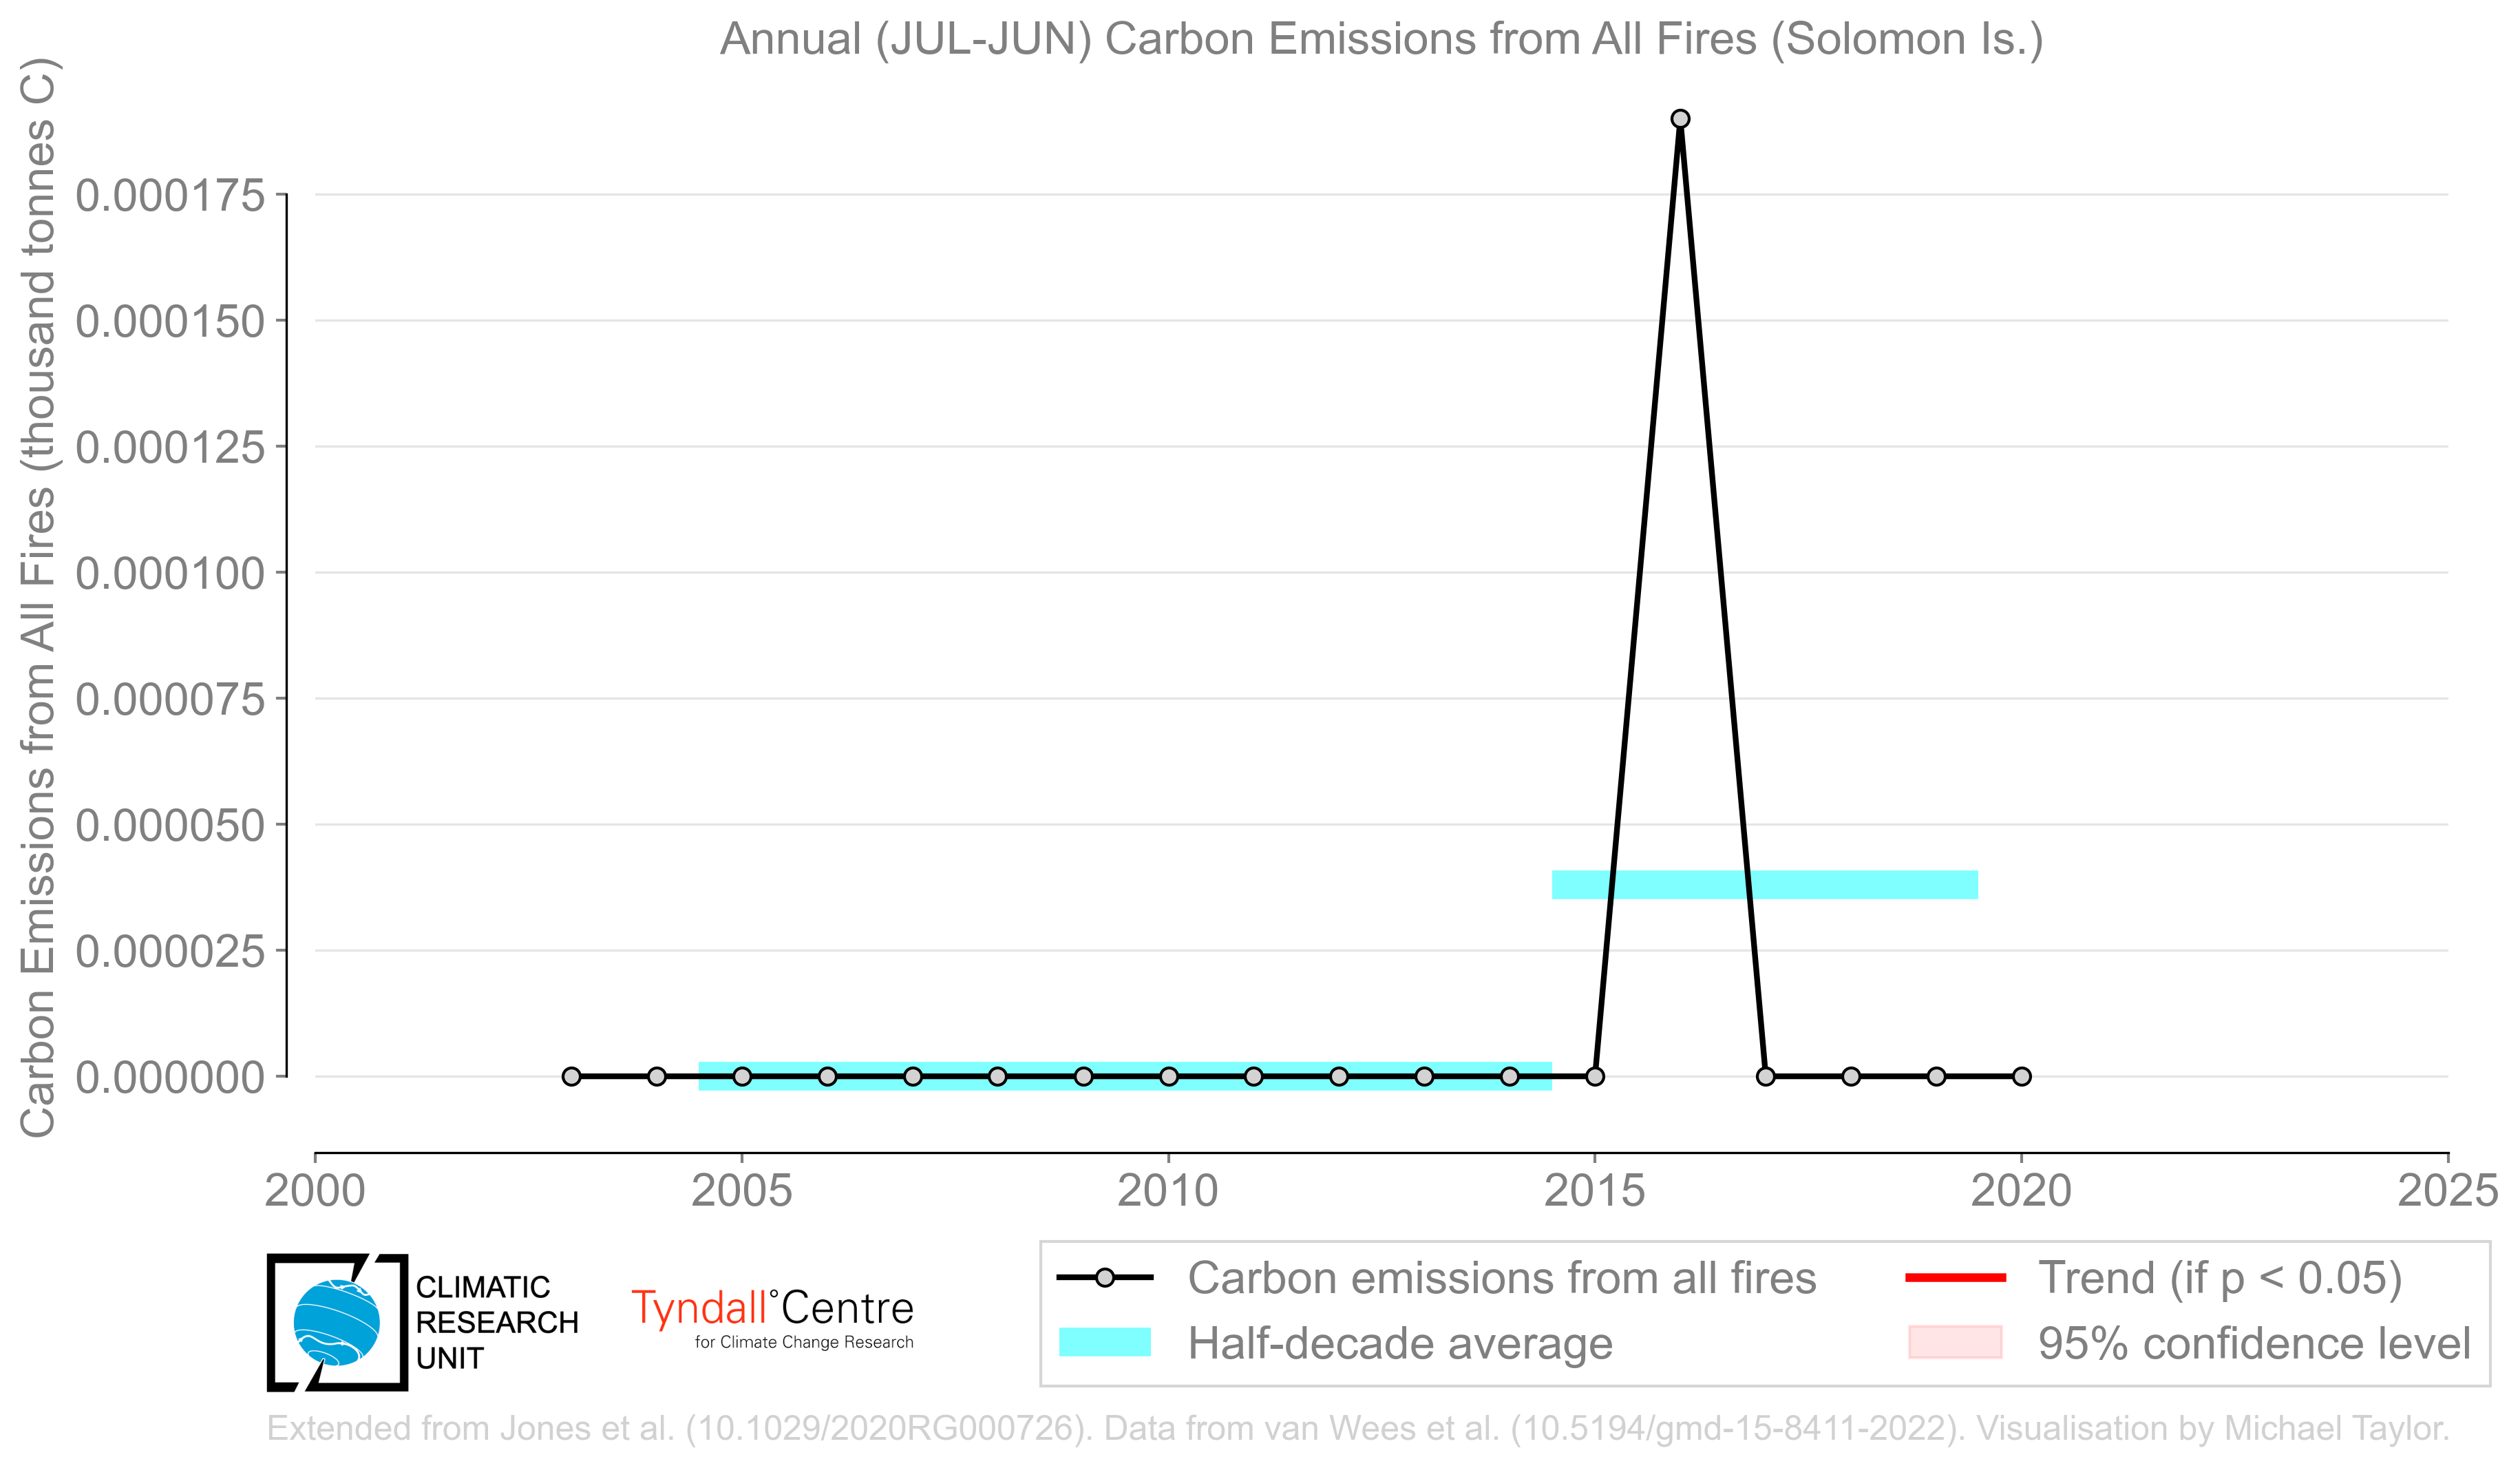 Annual (JUL-JUN) Carbon Emissions from All Fires (Solomon Is.)
Carbon Emissions from All Fires (thousand tonnes C)
0.000175
0.000150
0.000125
0.000100
0.000075
0.000050
0.000025
0.000000
2000 2005 2010 2015 2020 2025
CLIMATIC
RESEARCH
UNIT
Tyndall°Centre
for Climate Change Research
Carbon emissions from all fires
Half-decade average
Trend (if p < 0.05)
95% confidence level
Extended from Jones et al. (10.1029/2020RG000726). Data from van Wees et al. (10.5194/gmd-15-8411-2022). Visualisation by Michael Taylor.